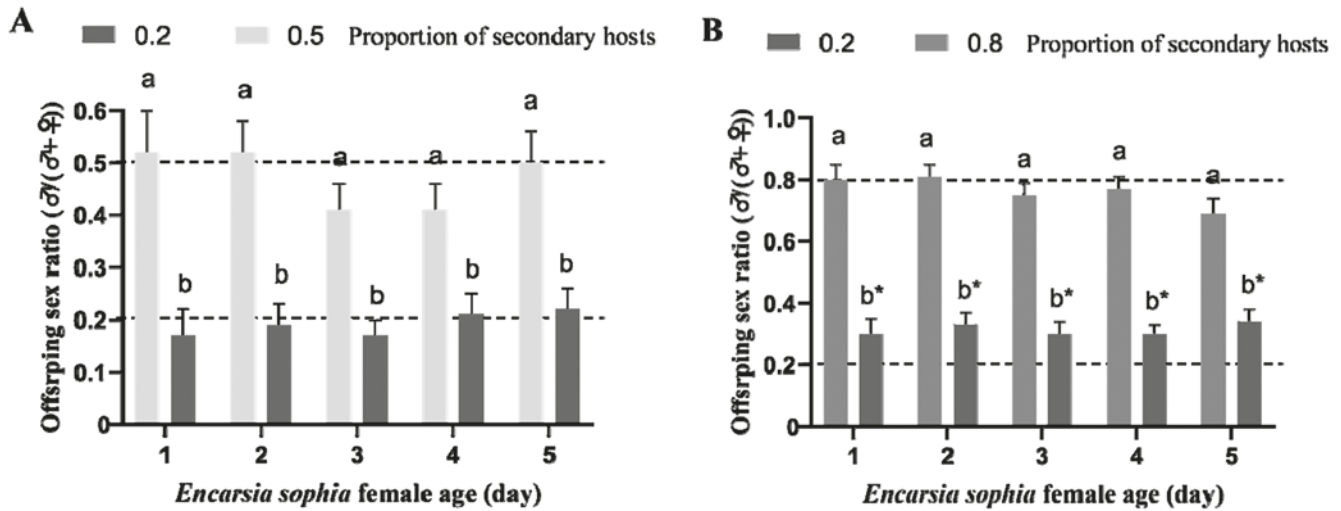 A
0.2 0.5 Proportion of secondary hosts
a a a a a
b b b b b
0.6
0.5
0.4
0.3
0.2
0.1
0
1 2 3 4 5
Offsrping sex ratio (♂/(♂+♀))
Encarsia sophia female age (day)
B
0.2 0.8 Proportion of secondary hosts
a a a a a
b* b* b* b* b*
1.0
0.8
0.6
0.4
0.2
0
1 2 3 4 5
Offsrping sex ratio (♂/(♂+♀))
Encarsia sophia female age (day)